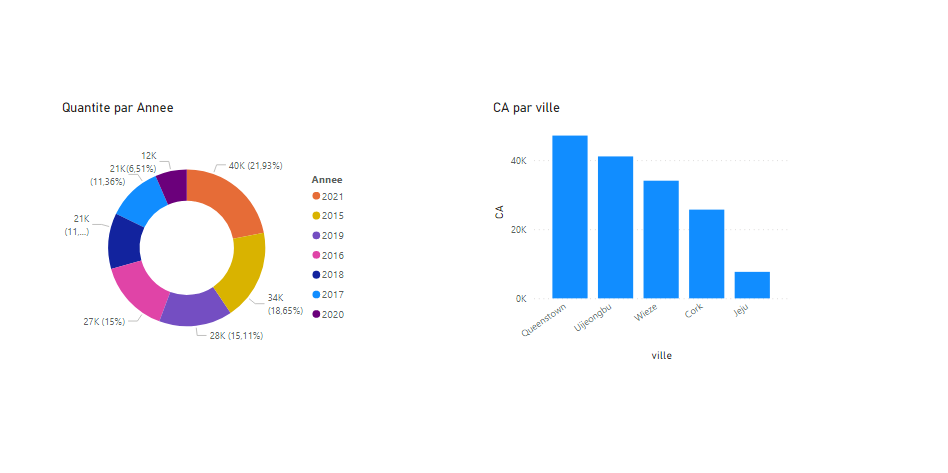 Quantite par Annee
12K
(6,51%)
21K
(11,36%)
21K
(11,...)
27K (15%)
28K (15,11%)
34K
(18,65%)
40K (21,93%)
Annee
2021
2015
2019
2016
2018
2017
2020
CA par ville
CA
40K
20K
0K
Queenstown
Uijeongbu
Wieze
Cork
Jeju
ville